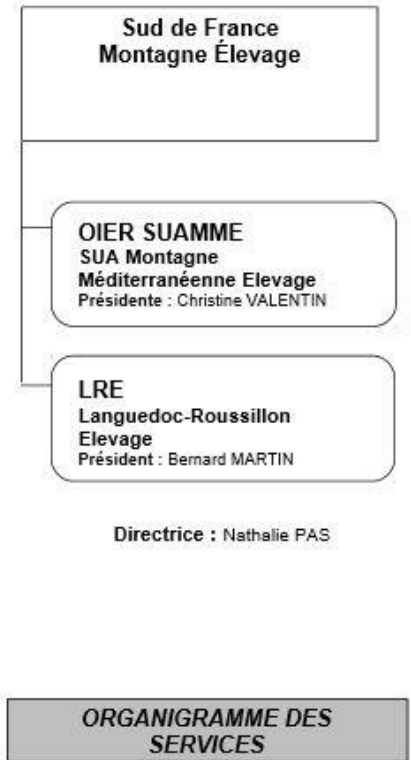 Sud de France
Montagne Élevage
OIER SUAMME
SUA Montagne
Méditerranéenne Elevage
Présidente : Christine VALENTIN
LRE
Languedoc-Roussillon
Elevage
Président : Bernard MARTIN
Directrice : Nathalie PAS
ORGANIGRAMME DES
SERVICES